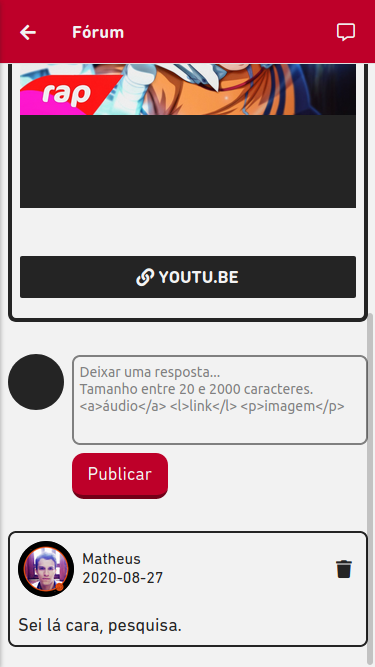 Fórum
rap
YOUTU.BE
Deixar uma resposta...
Tamanho entre 20 e 2000 caracteres.
<a>áudio</a> <l>link</l> <p>imagem</p>
Publicar
Matheus
2020-08-27
Sei lá cara, pesquisa.